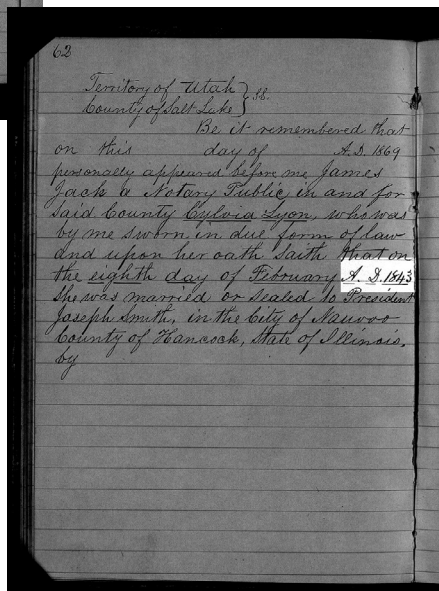 62
Territory of Utah } ss.
County of Salt Lake }
Be it remembered that
on this day of A.D. 1869
personally appeared before me James
Jack a Notary Public in and for
said County Cylvia Lyon, who was
by me sworn in due form of law
and upon her oath saith that on
the eighth day of February A. D. 1843
she was married or sealed to President
Joseph Smith, in the City of Nauvoo
County of Hancock, State of Illinois.
by